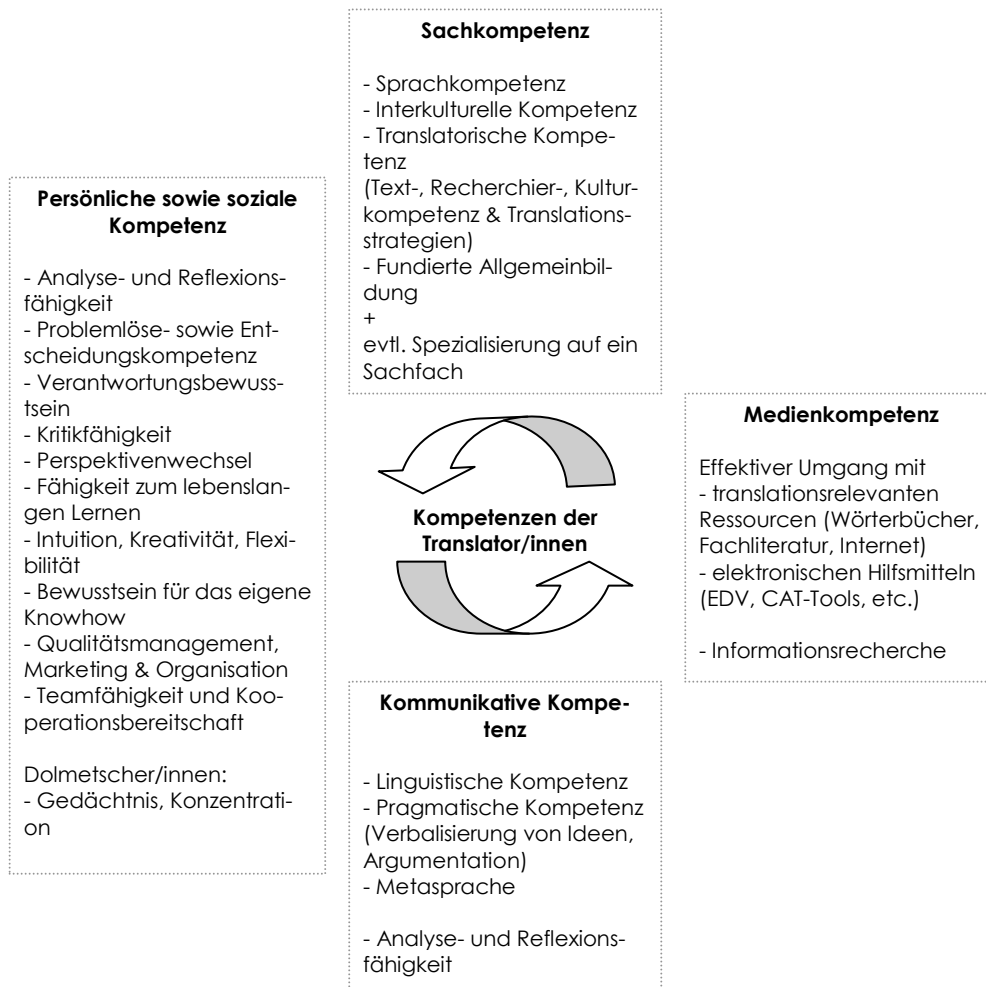 Sachkompetenz
- Sprachkompetenz
- Interkulturelle Kompetenz
- Translatorische Kompe-
tenz
(Text-, Recherchier-, Kultur-
kompetenz & Translations-
strategien)
- Fundierte Allgemeinbil-
dung
+
evtl. Spezialisierung auf ein
Sachfach
Persönliche sowie soziale
Kompetenz
- Analyse- und Reflexions-
fähigkeit
- Problemlöse- sowie Ent-
scheidungskompetenz
- Verantwortungsbewuss-
tsein
- Kritikfähigkeit
- Perspektivenwechsel
- Fähigkeit zum lebenslan-
gen Lernen
- Intuition, Kreativität, Flexi-
bilität
- Bewusstsein für das eigene
Knowhow
- Qualitätsmanagement,
Marketing & Organisation
- Teamfähigkeit und Koo-
perationsbereitschaft
Dolmetscher/innen:
- Gedächtnis, Konzentrati-
on
Kompetenzen der
Translator/innen
Medienkompetenz
Effektiver Umgang mit
- translationsrelevanten
Ressourcen (Wörterbücher,
Fachliteratur, Internet)
- elektronischen Hilfsmitteln
(EDV, CAT-Tools, etc.)
- Informationsrecherche
Kommunikative Kompe-
tenz
- Linguistische Kompetenz
- Pragmatische Kompetenz
(Verbalisierung von Ideen,
Argumentation)
- Metasprache
- Analyse- und Reflexions-
fähigkeit